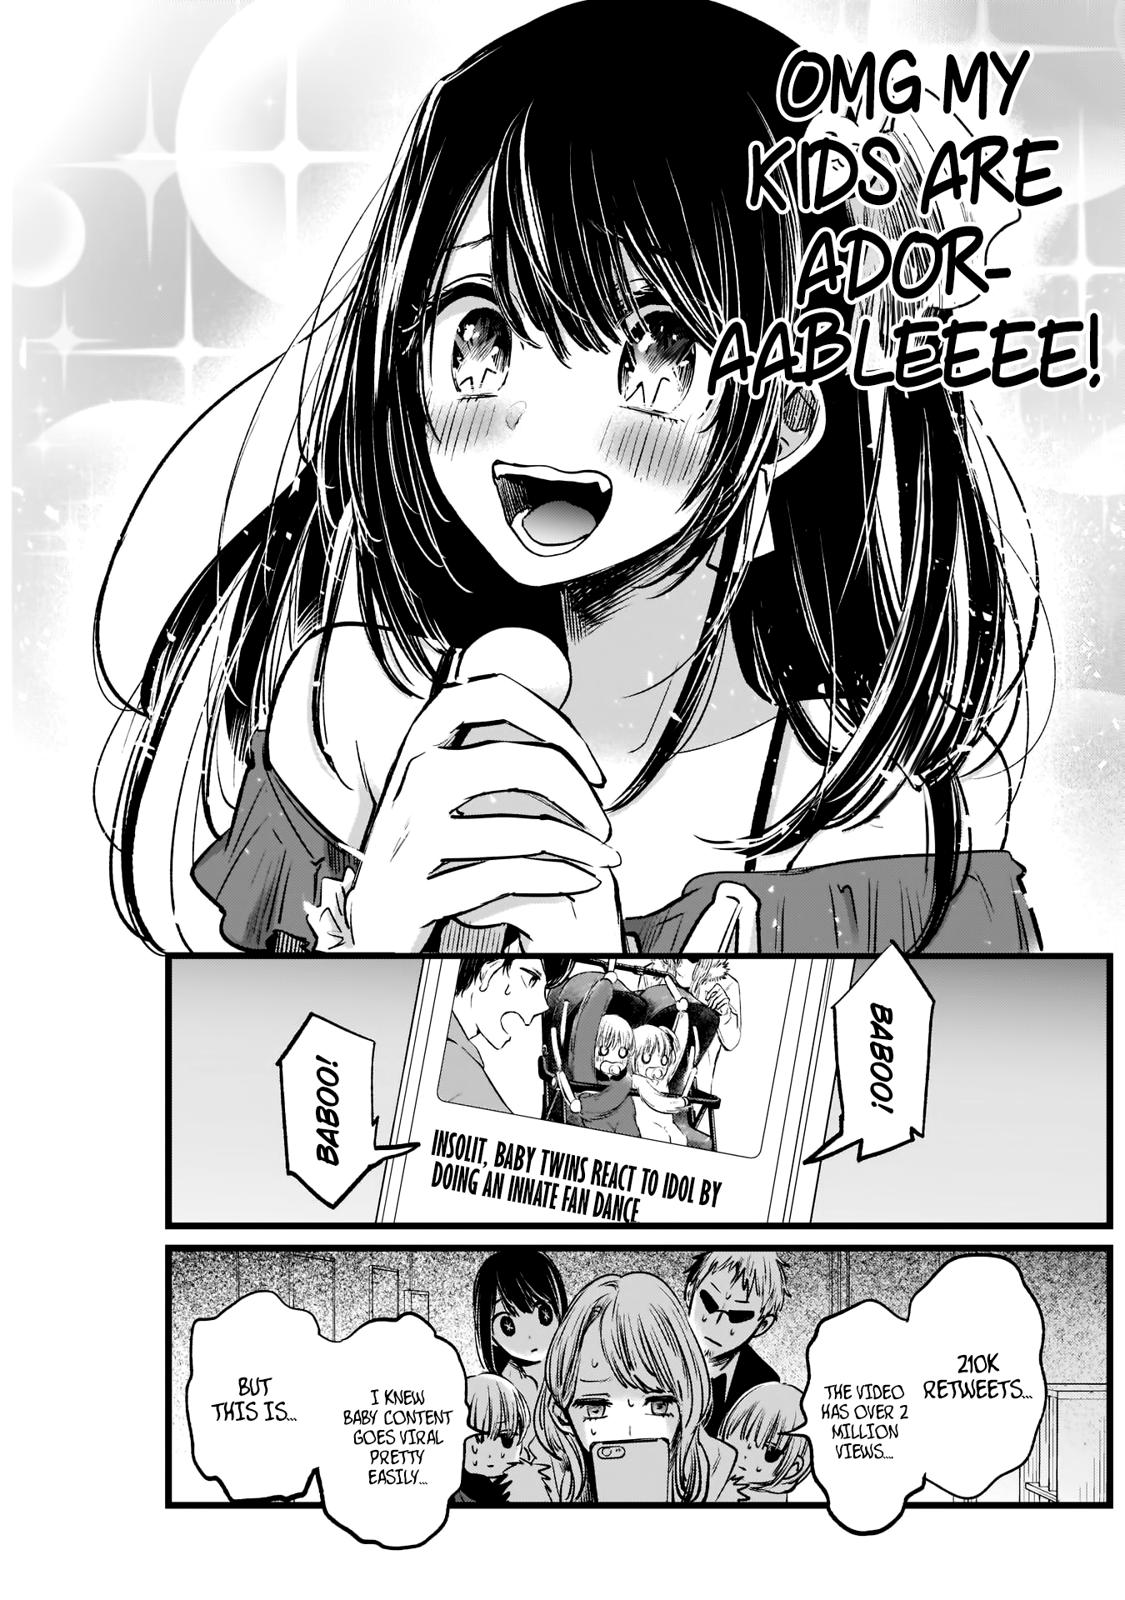 OMG MY
KIDS ARE
ADOR-
AABLEEEE!
BABOO!
BABOO!
INSOLIT, BABY TWINS REACT TO IDOL BY
DOING AN INNATE FAN DANCE
210K
RETWEETS...
THE VIDEO
HAS OVER 2
MILLION
VIEWS....
I KNEW
BABY CONTENT
GOES VIRAL
PRETTY
EASILY...
BUT
THIS IS...